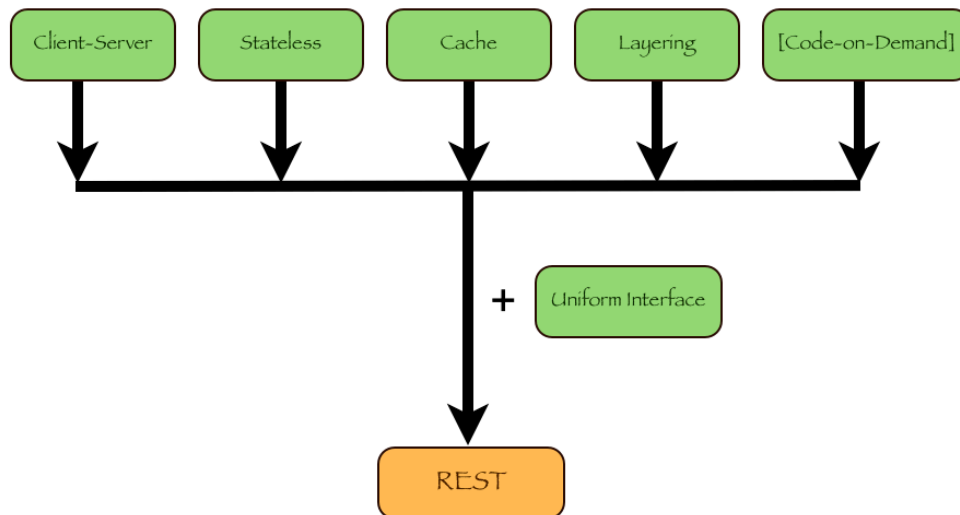 Client-Server
Stateless
Cache
Layering
[Code-on-Demand]
+
Uniform Interface
REST